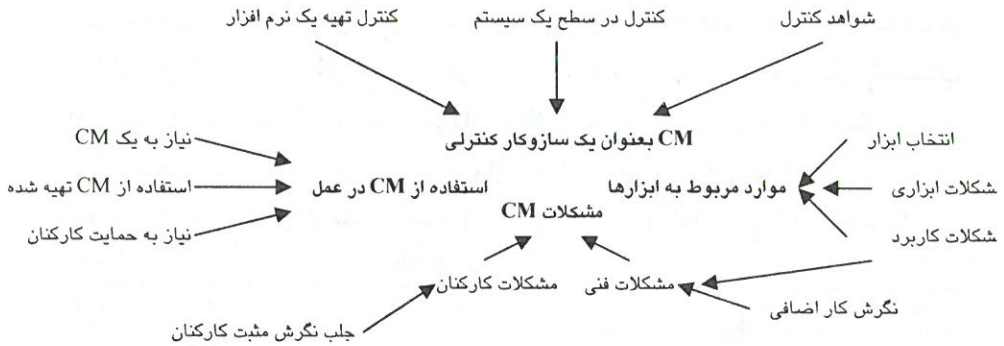 شواهد کنترل
کنترل در سطح یک سیستم
کنترل تهیه یک نرم افزار
CM بعنوان یک سازوکار کنترلی
انتخاب ابزار
نیاز به یک CM
شکلات ابزاری
موارد مربوط به ابزارها
استفاده از CM در عمل
استفاده از CM تهیه شده
مشکلات CM
شکلات کاربرد
نیاز به حمایت کارکنان
مشکلات فنی
مشکلات کارکنان
نگرش کار اضافی
جلب نگرش مثبت کارکنان